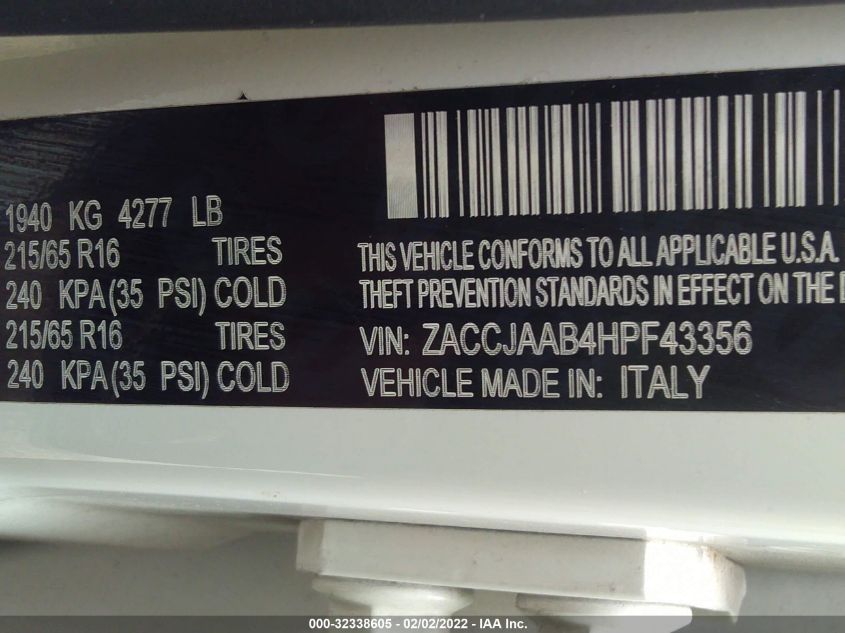 1940 KG 4277 LB
215/65 R16 TIRES
240 KPA(35 PSI) COLD
215/65 R16 TIRES
240 KPA(35 PSI) COLD
THIS VEHICLE CONFORMS TO ALL APPLICABLE U.S.A.
THEFT PREVENTION STANDARDS IN EFFECT ON THE
VIN: ZACCJAAB4HPF43356
VEHICLE MADE IN: ITALY
000-32338605 - 02/02/2022 - IAA Inc.